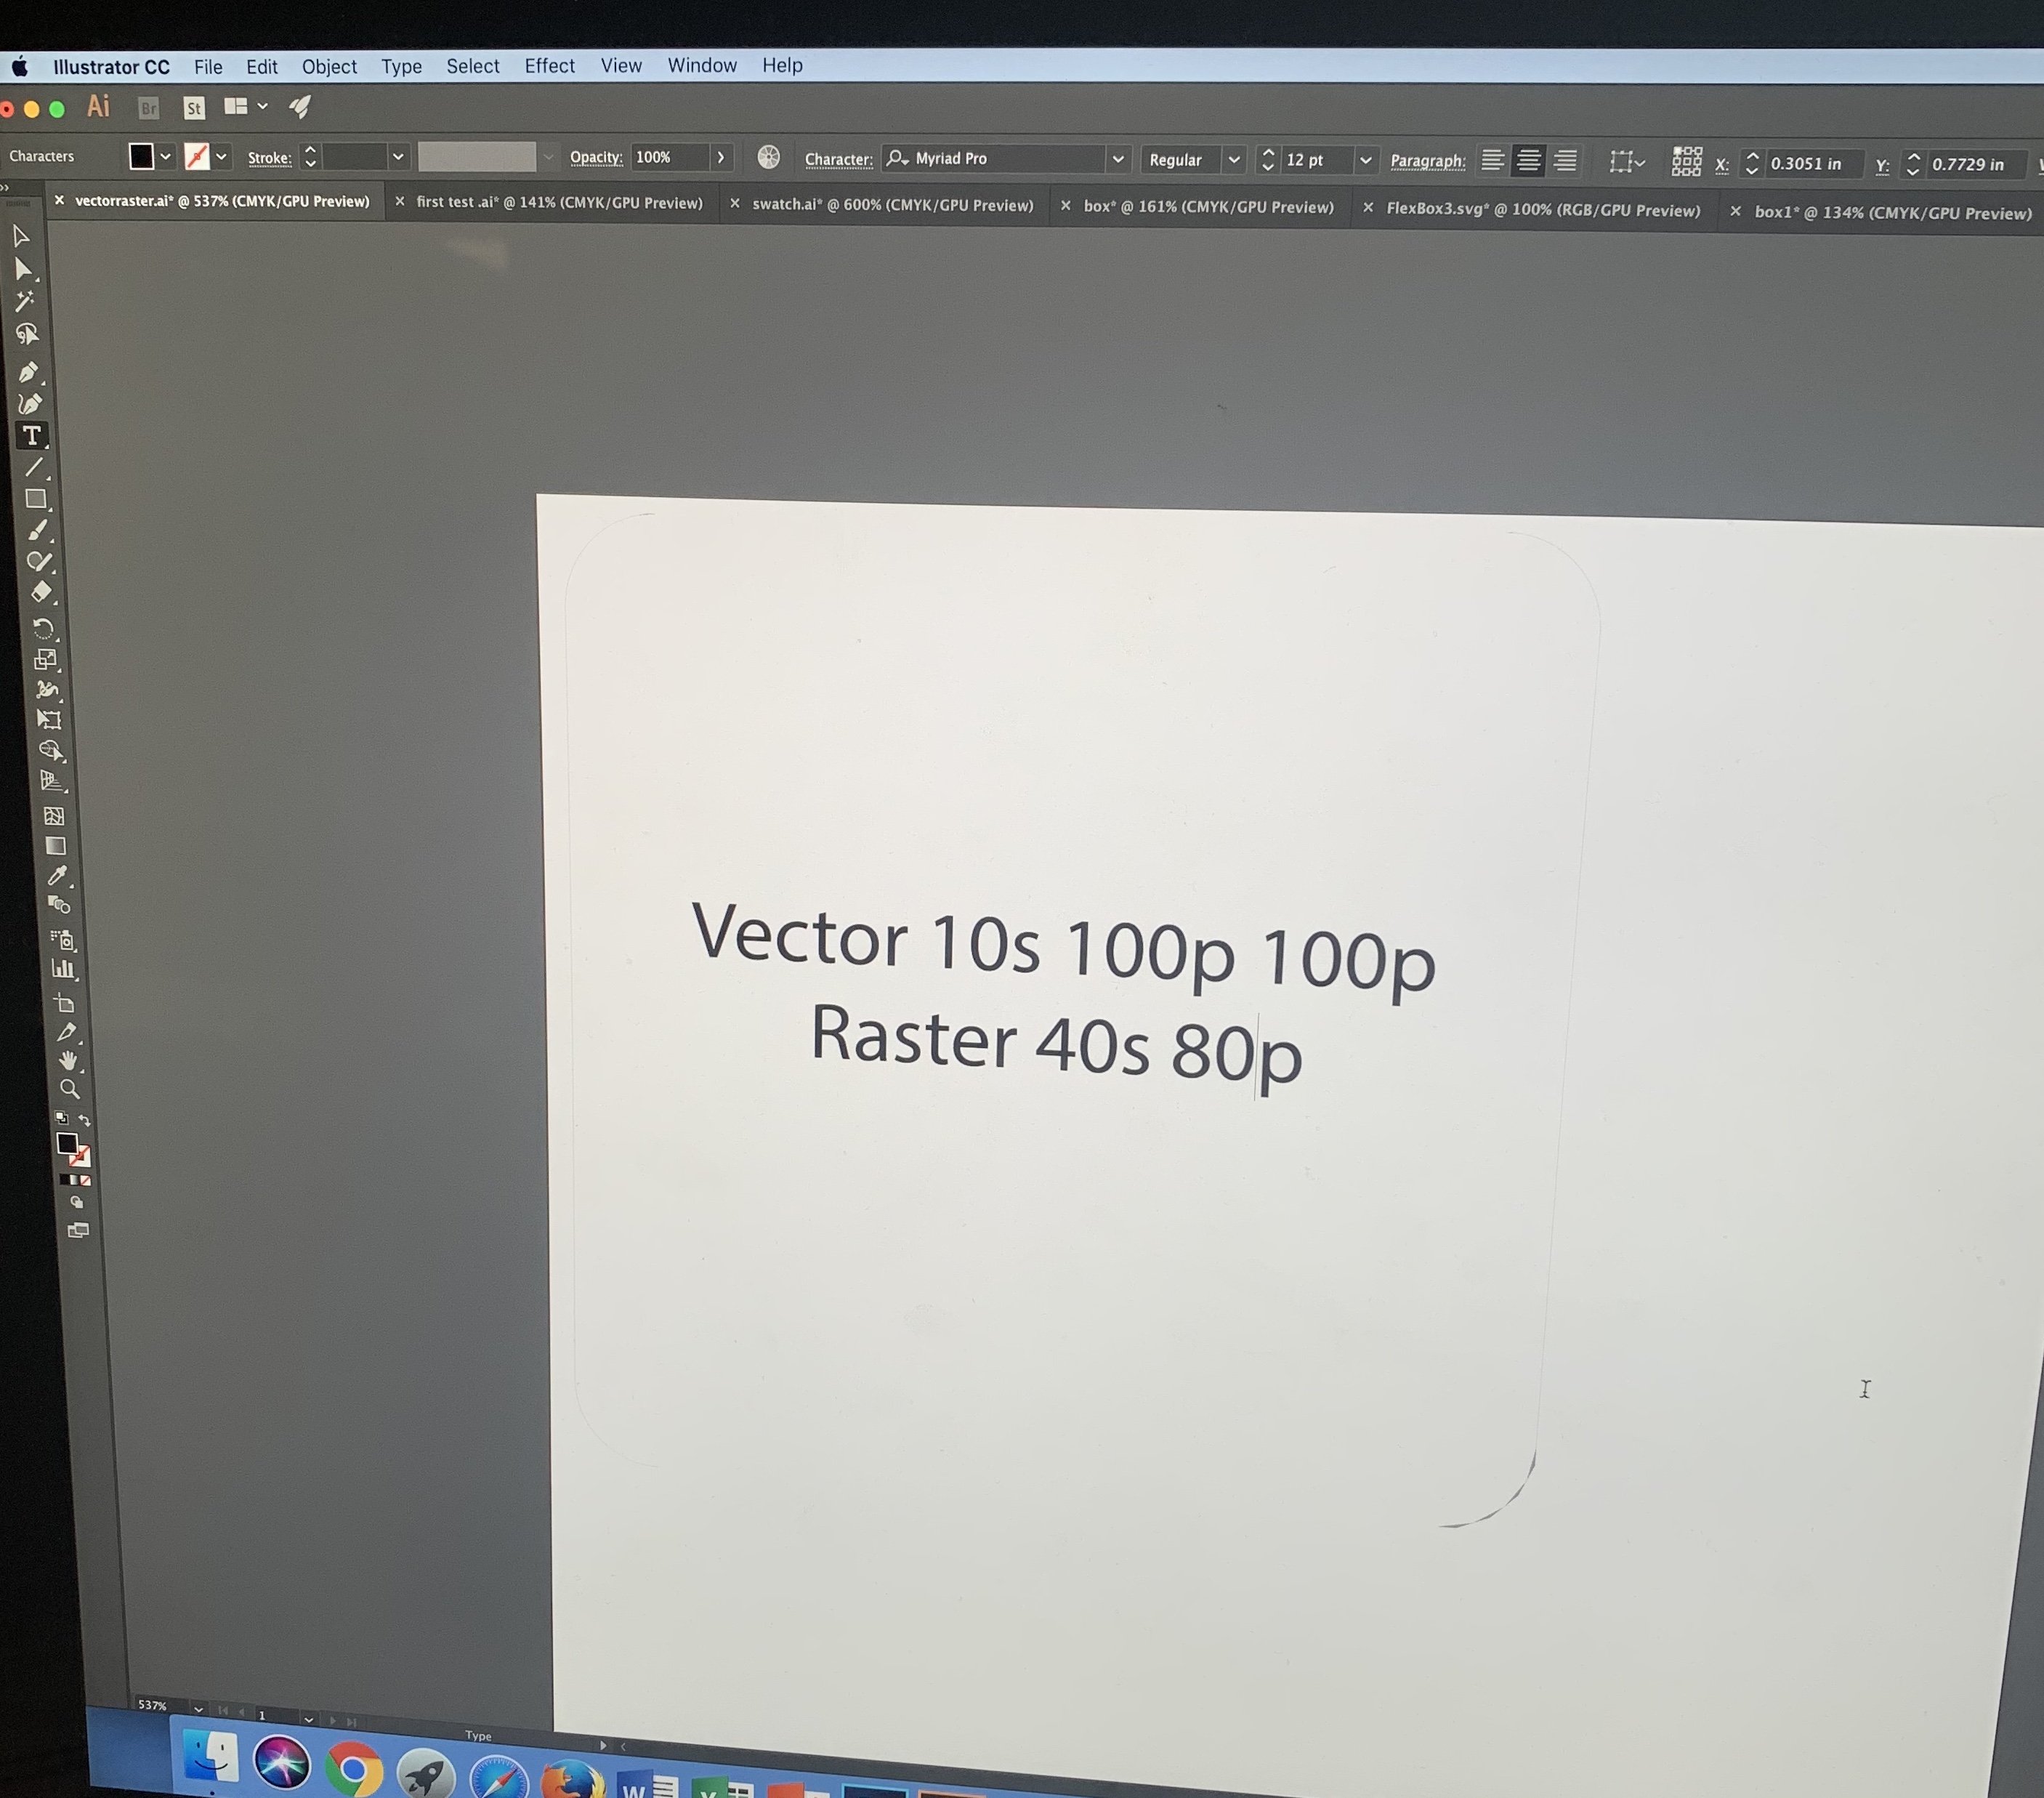 Illustrator CC File Edit Object Type Select Effect View Window Help
Ai Br St
Characters Stroke: Opacity: 100% Character: Myriad Pro Regular 12 pt Paragraph: X: 0.3051 in Y: 0.7729 in
× vectorraster.ai* @ 537% (CMYK/GPU Preview) × first test .ai* @ 141% (CMYK/GPU Preview) × swatch.ai* @ 600% (CMYK/GPU Preview) × box* @ 161% (CMYK/GPU Preview) × FlexBox3.svg* @ 100% (RGB/GPU Preview) × box1* @ 134% (CMYK/GPU Preview)
T
Vector 10s 100p 100p
Raster 40s 80p
537% 1
Type
W